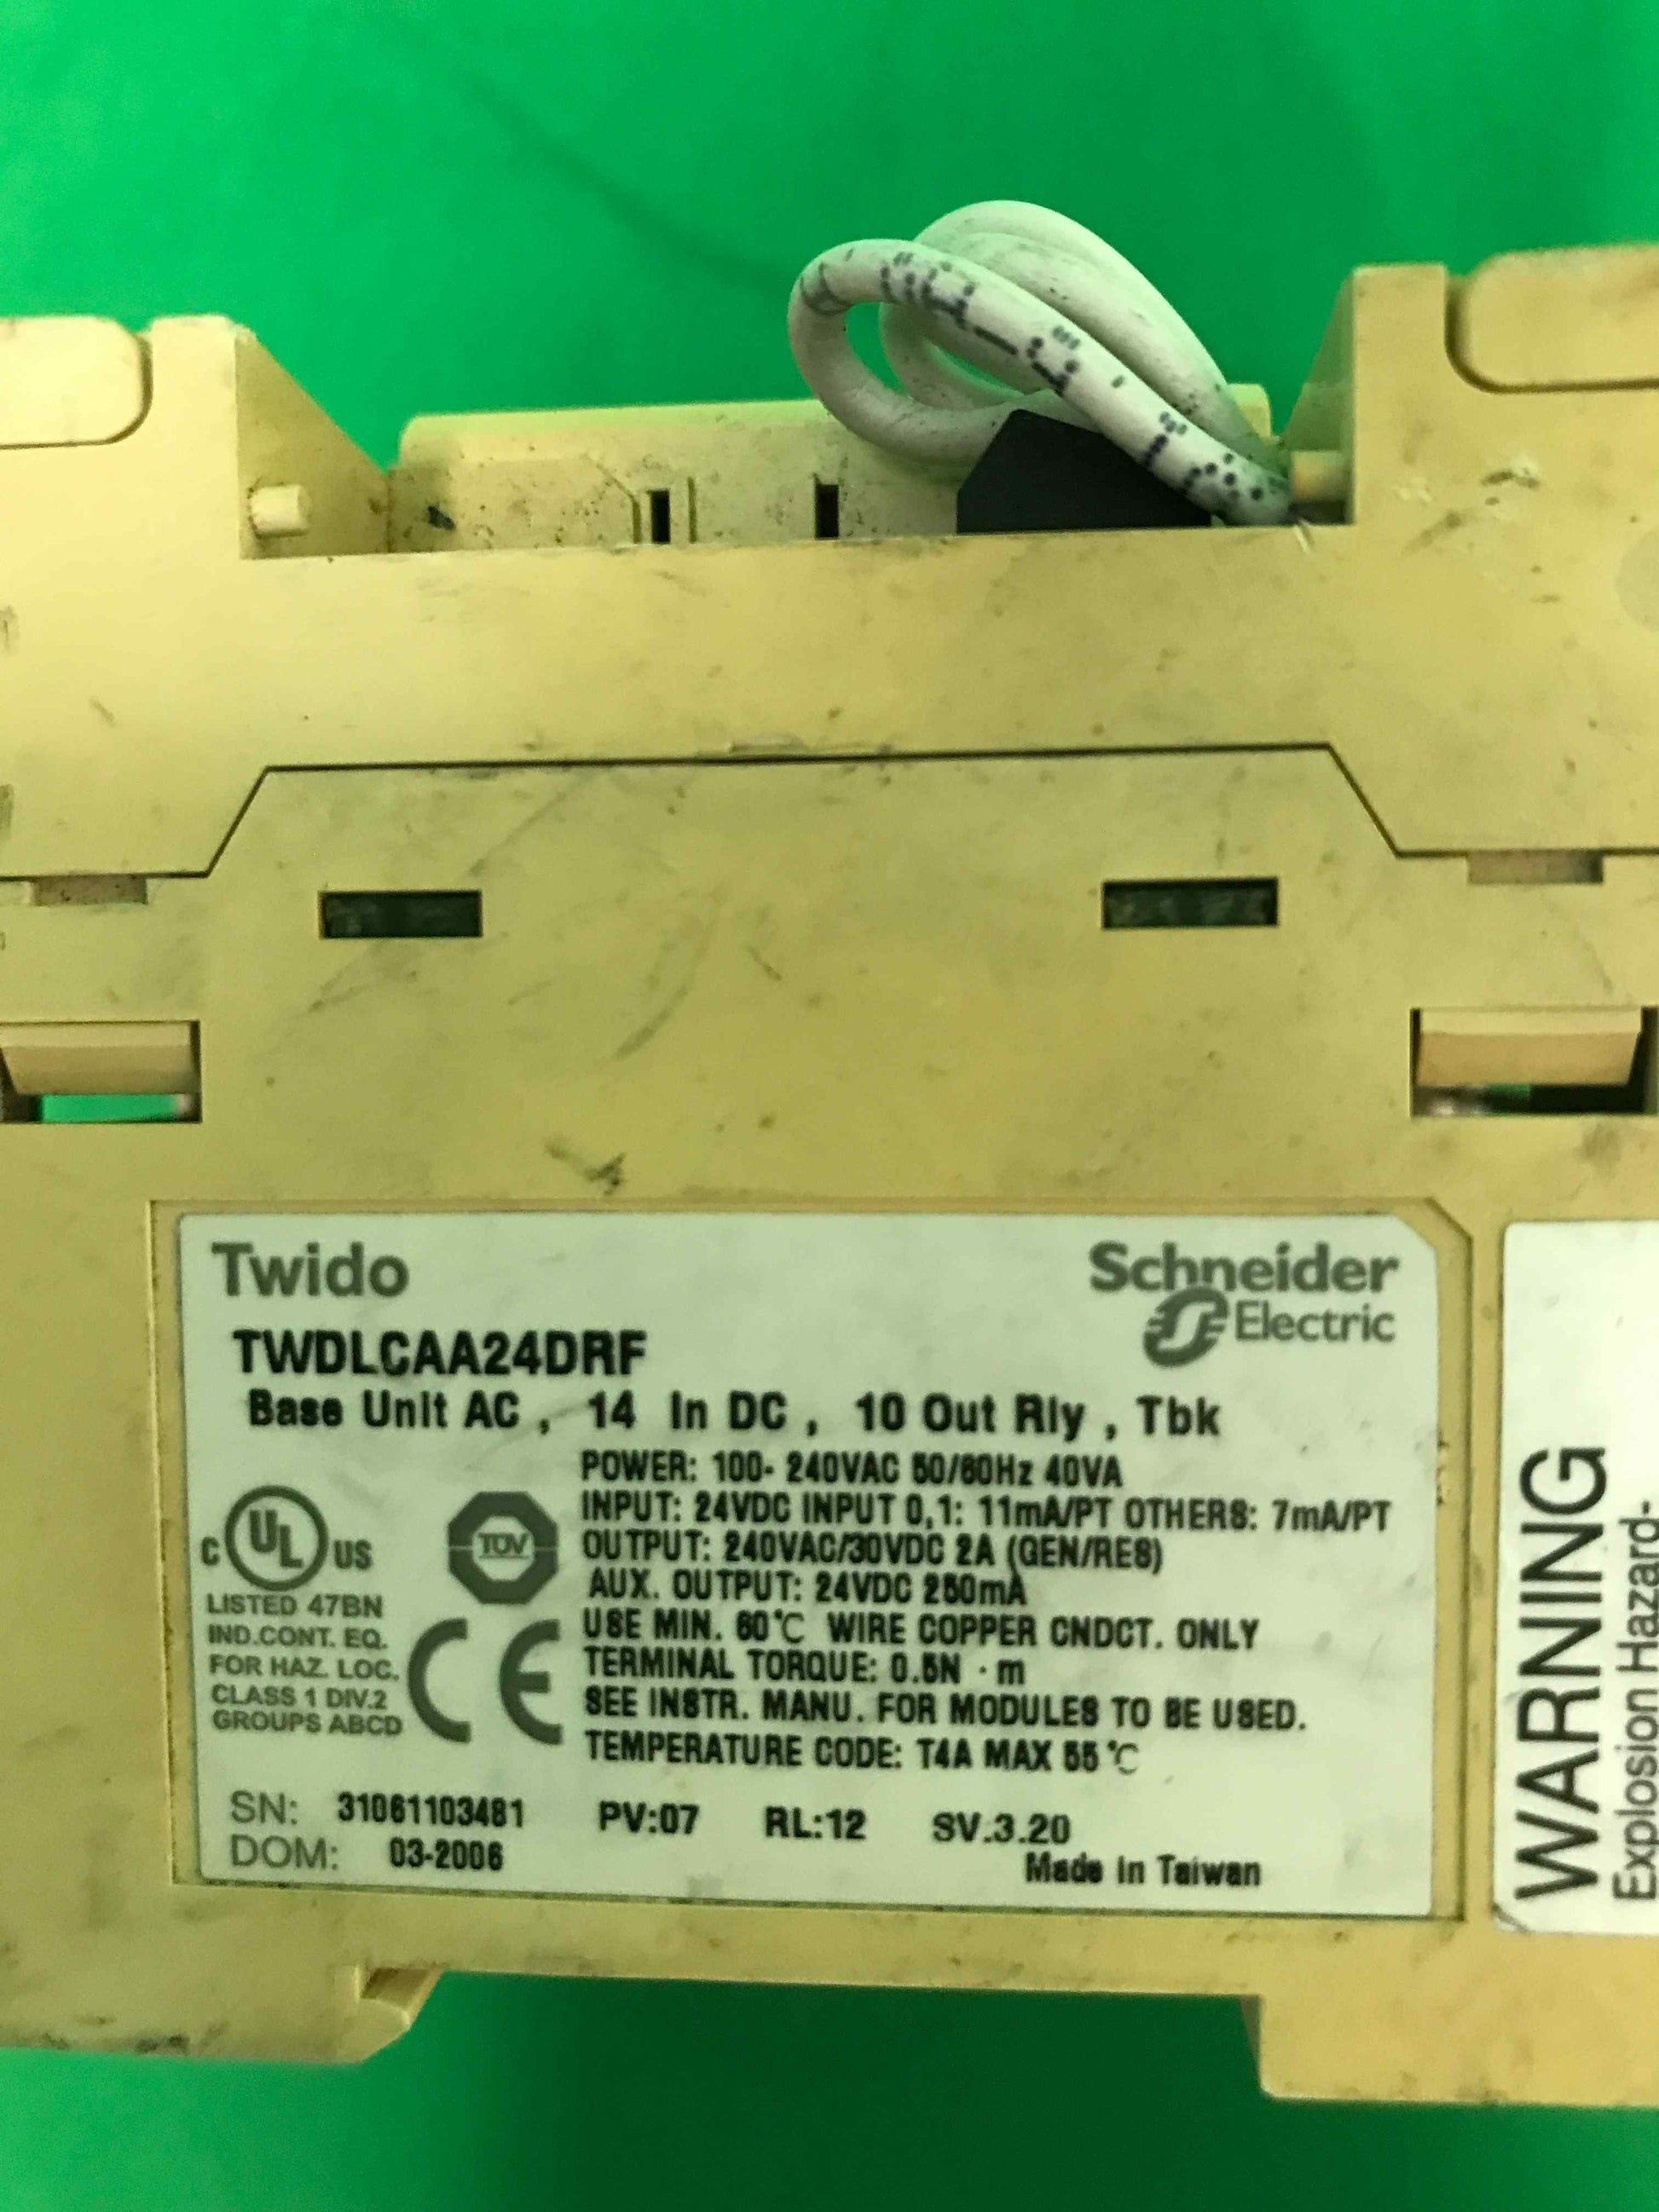 Twido
Schneider
Electric
TWDLCAA24DRF
Base Unit AC , 14 In DC , 10 Out Rly , Tbk
POWER: 100- 240VAC 50/60Hz 40VA
INPUT: 24VDC INPUT 0,1: 11mA/PT OTHERS: 7mA/PT
OUTPUT: 240VAC/30VDC 2A (GEN/RES)
AUX. OUTPUT: 24VDC 250mA
USE MIN. 60℃ WIRE COPPER CNDCT. ONLY
TERMINAL TORQUE: 0.5N · m
SEE INSTR. MANU. FOR MODULES TO BE USED.
TEMPERATURE CODE: T4A MAX 55℃
C UL US
TUV
LISTED 47BN
IND.CONT. EQ.
FOR HAZ. LOC.
CLASS 1 DIV.2
GROUPS ABCD
CE
SN: 31061103481 PV:07 RL:12 SV.3.20
DOM: 03-2006
Made In Taiwan
WARNING
Explosion Hazard-